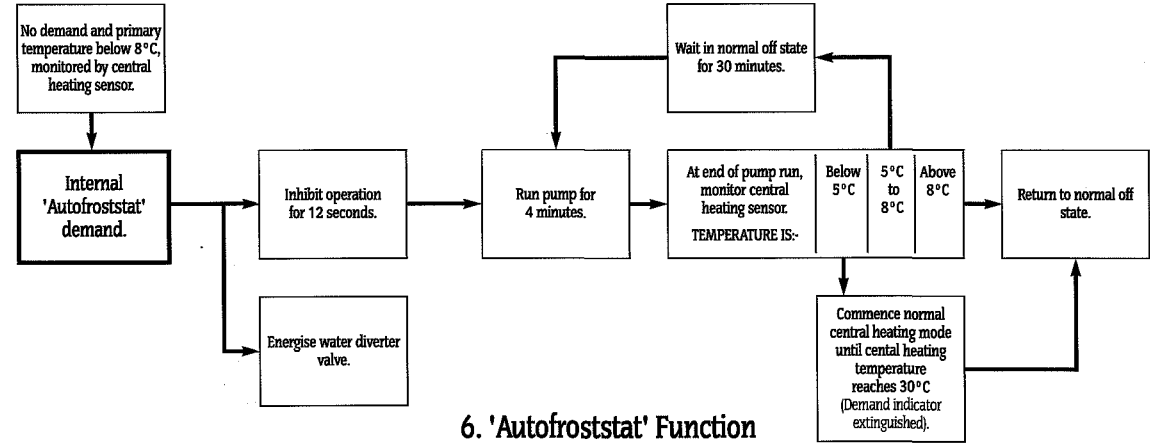 No demand and primary
temperature below 8°C,
monitored by central
heating sensor.
Internal
'Autofroststat'
demand.
Inhibit operation
for 12 seconds.
Energise water diverter
valve.
Run pump for
4 minutes.
Wait in normal off state
for 30 minutes.
At end of pump run,
monitor central
heating sensor.
TEMPERATURE IS:-
Below
5°C
5°C
to
8°C
Above
8°C
Return to normal off
state.
Commence normal
central heating mode
until cental heating
temperature
reaches 30°C
(Demand indicator
extinguished).
6. 'Autofroststat' Function